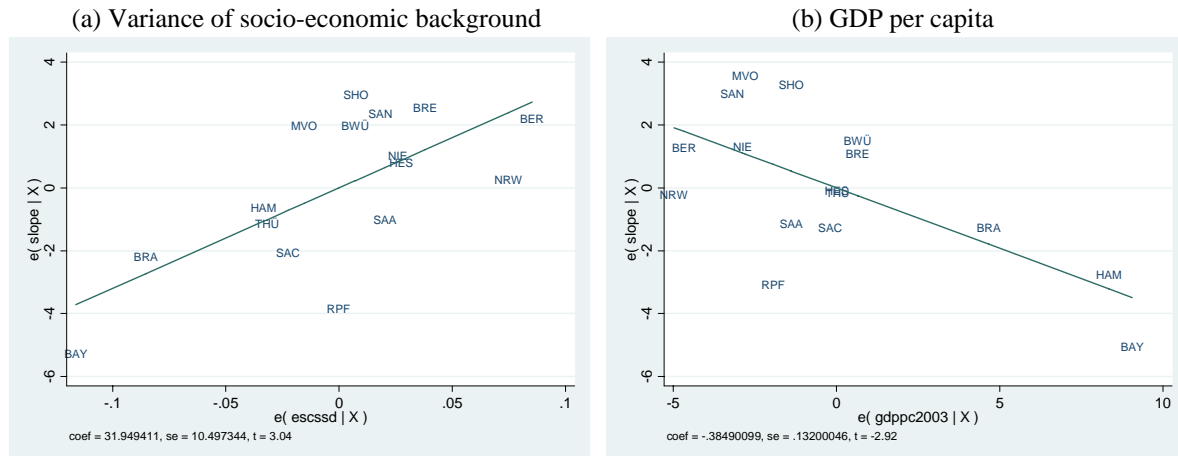 (a) Variance of socio-economic background
4
2
0
-2
-4
-6
e( slope | X )
SHO
BRE
SAN
BER
MVO
BWÜ
NIE
HES
NRW
HAM
SAA
THÜ
SAC
BRA
RPF
BAY
-.1
-.05
0
.05
.1
e( escssd | X )
coef = 31.949411, se = 10.497344, t = 3.04
(b) GDP per capita
4
2
0
-2
-4
-6
e( slope | X )
MVO
SHO
SAN
BWÜ
BER
NIE
BRE
HES
THÜ
NRW
SAA
SAC
BRA
HAM
RPF
BAY
-5
0
5
10
e( gdppc2003 | X )
coef = -.38490099, se = .13200046, t = -2.92